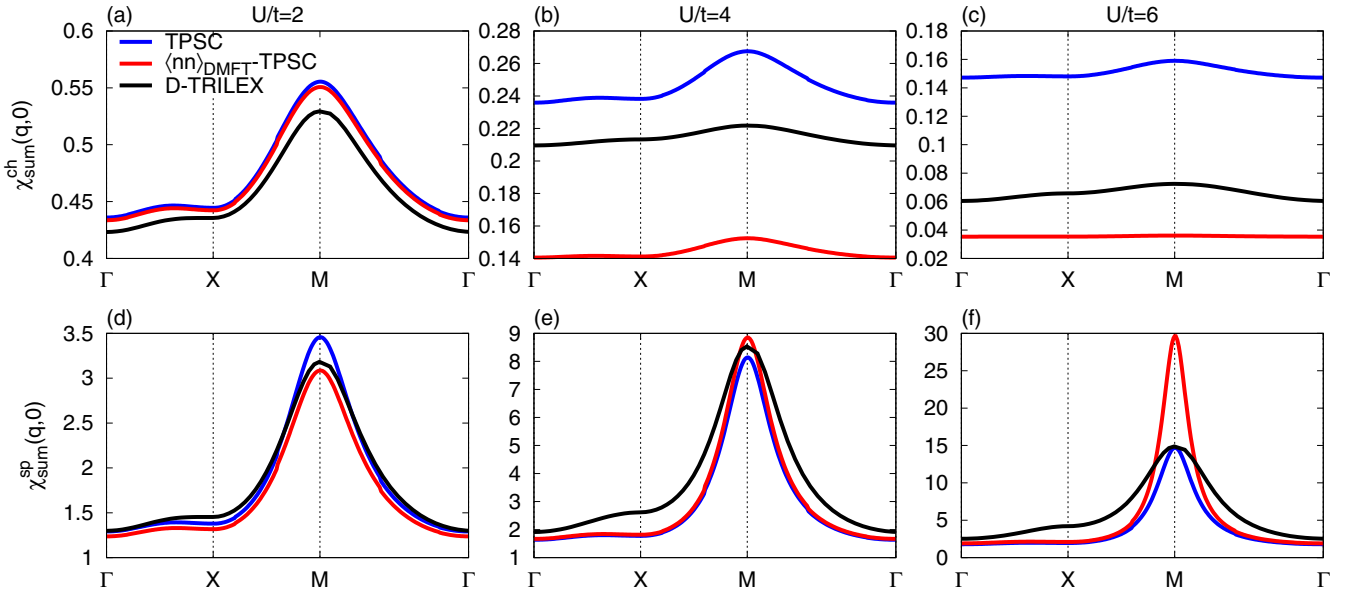 (a) U/t=2
(b) U/t=4
(c) U/t=6
TPSC
⟨nn⟩DMFT-TPSC
D-TRILEX
χ^ch_sum(q,0)
0.6
0.55
0.5
0.45
0.4
Γ X M Γ
0.28
0.26
0.24
0.22
0.2
0.18
0.16
0.14
Γ X M Γ
0.18
0.16
0.14
0.12
0.1
0.08
0.06
0.04
0.02
Γ X M Γ
(d)
χ^sp_sum(q,0)
3.5
3
2.5
2
1.5
1
Γ X M Γ
(e)
9
8
7
6
5
4
3
2
1
Γ X M Γ
(f)
30
25
20
15
10
5
0
Γ X M Γ